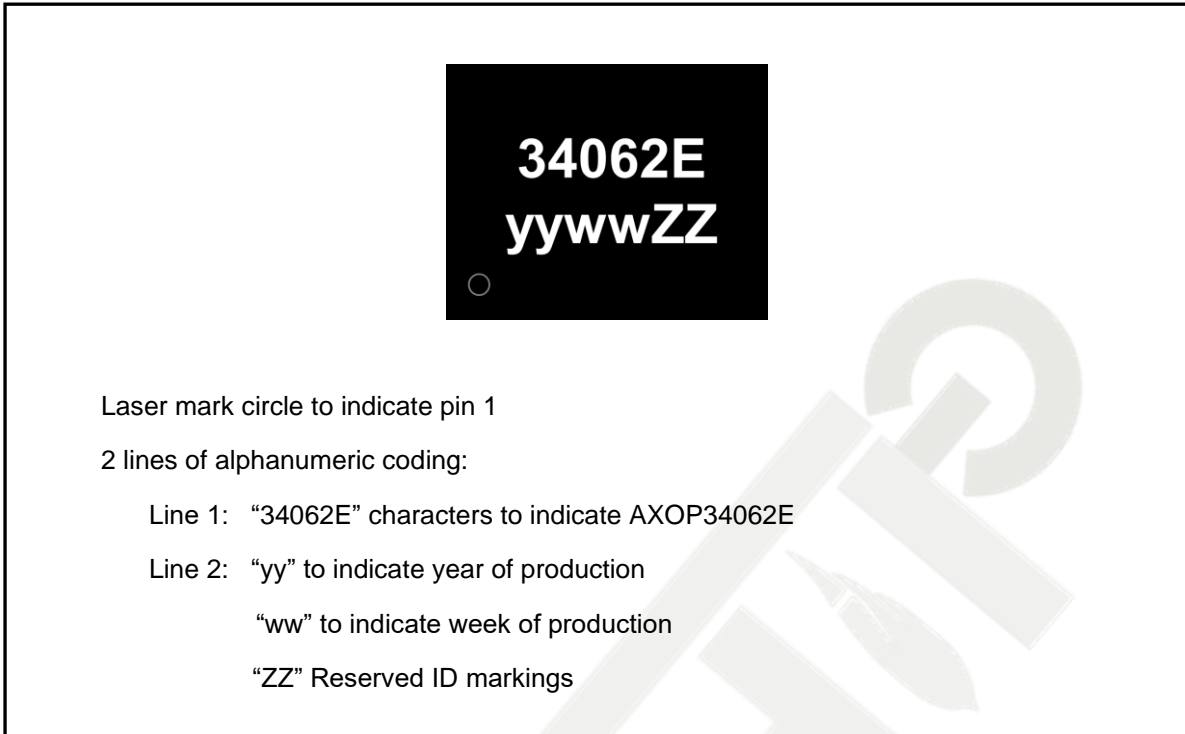 34062E
yywwZZ
Laser mark circle to indicate pin 1
2 lines of alphanumeric coding:
Line 1: “34062E” characters to indicate AXOP34062E
Line 2: “yy” to indicate year of production
“ww” to indicate week of production
“ZZ” Reserved ID markings